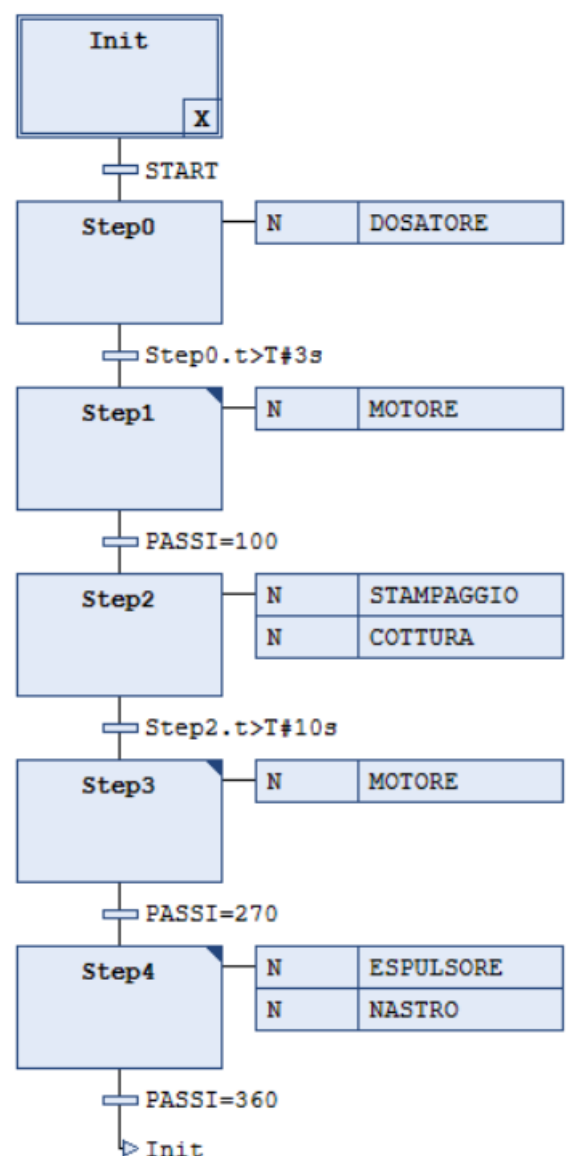 Init
X
START
Step0 N DOSATORE
Step0.t>T#3s
Step1 N MOTORE
PASSI=100
Step2 N STAMPAGGIO
N COTTURA
Step2.t>T#10s
Step3 N MOTORE
PASSI=270
Step4 N ESPULSORE
N NASTRO
PASSI=360
Init